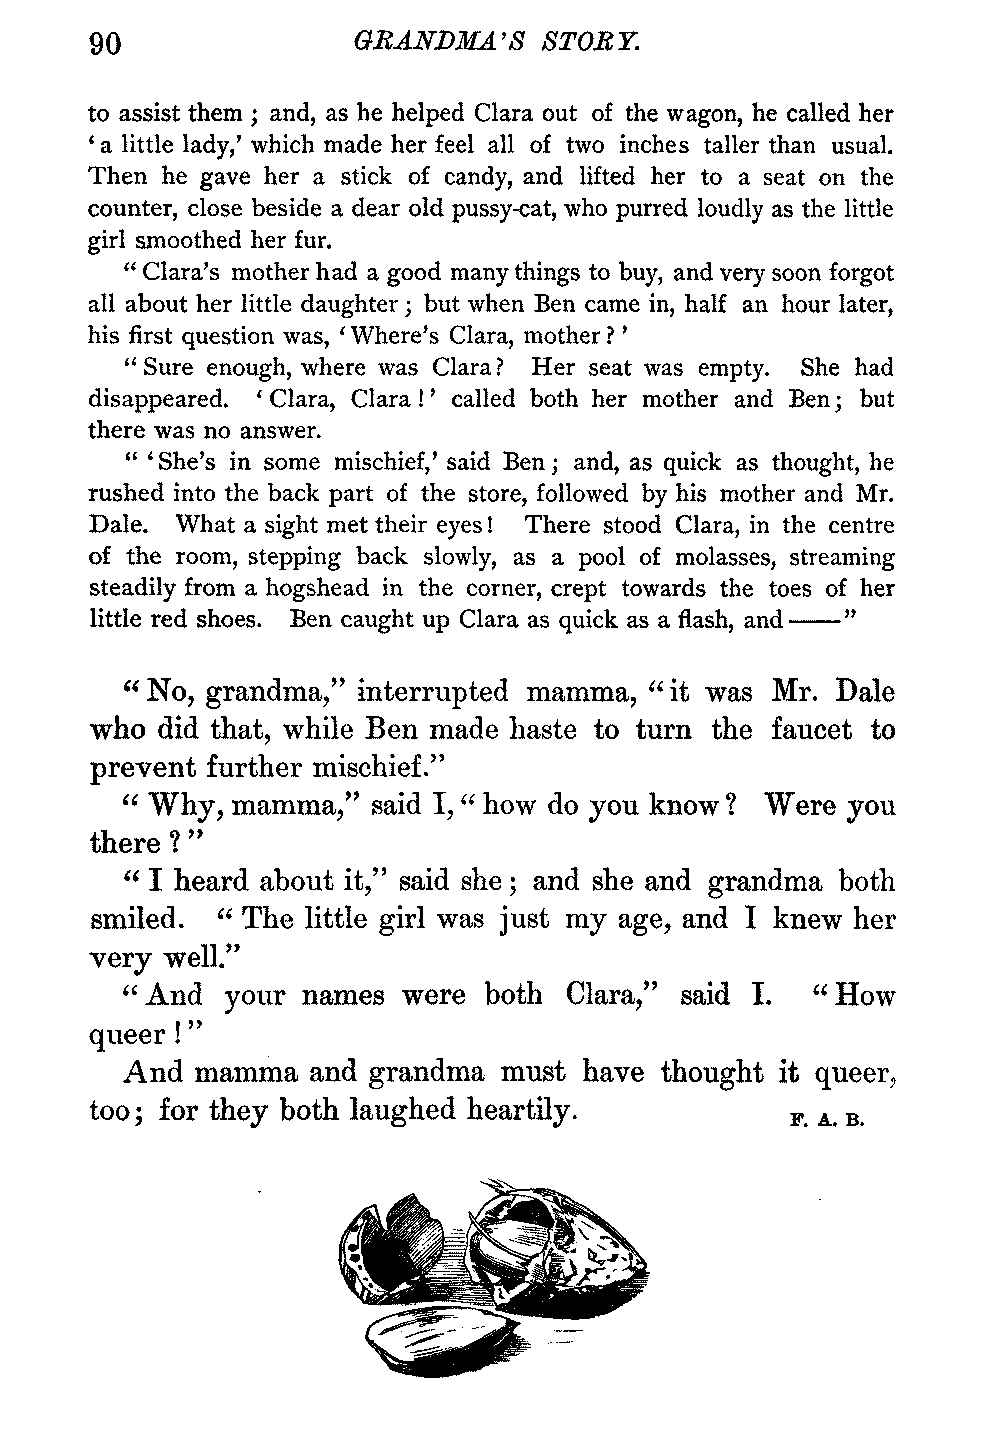 90 GRANDMA'S STORY.
to assist them ; and, as he helped Clara out of the wagon, he called her
‘a little lady,’ which made her feel all of two inches taller than usual.
Then he gave her a stick of candy, and lifted her to a seat on the
counter, close beside a dear old pussy-cat, who purred loudly as the little
girl smoothed her fur.
“Clara’s mother had a good many things to buy, and very soon forgot
all about her little daughter ; but when Ben came in, half an hour later,
his first question was, ‘Where’s Clara, mother?’
“Sure enough, where was Clara? Her seat was empty. She had
disappeared. ‘Clara, Clara!’ called both her mother and Ben; but
there was no answer.
“‘She’s in some mischief,’ said Ben; and, as quick as thought, he
rushed into the back part of the store, followed by his mother and Mr.
Dale. What a sight met their eyes! There stood Clara, in the centre
of the room, stepping back slowly, as a pool of molasses, streaming
steadily from a hogshead in the corner, crept towards the toes of her
little red shoes. Ben caught up Clara as quick as a flash, and——”
“No, grandma,” interrupted mamma, “it was Mr. Dale
who did that, while Ben made haste to turn the faucet to
prevent further mischief.”
“Why, mamma,” said I, “how do you know? Were you
there?”
“I heard about it,” said she; and she and grandma both
smiled. “The little girl was just my age, and I knew her
very well.”
“And your names were both Clara,” said I. “How
queer!”
And mamma and grandma must have thought it queer,
too; for they both laughed heartily. F. A. B.